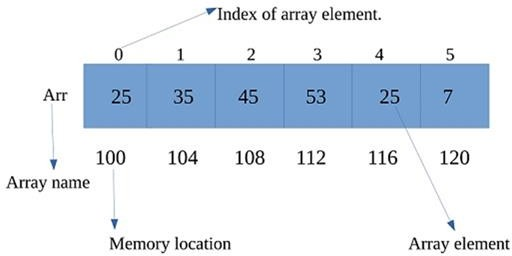 Index of array element.
0 1 2 3 4 5
Arr 25 35 45 53 25 7
100 104 108 112 116 120
Array name
Memory location Array element